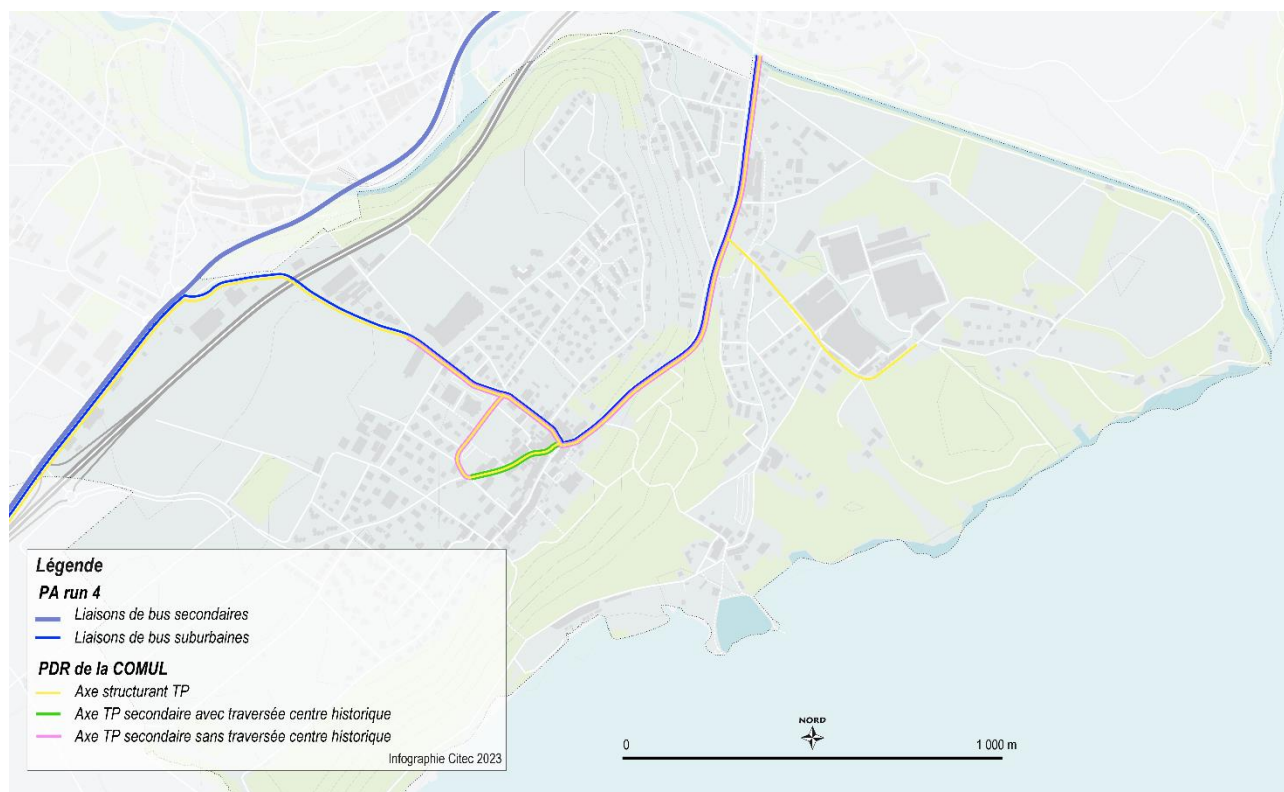 Légende
PA run 4
Liaisons de bus secondaires
Liaisons de bus suburbaines
PDR de la COMUL
Axe structurant TP
Axe TP secondaire avec traversée centre historique
Axe TP secondaire sans traversée centre historique
Infographie Citec 2023
NORD
0 1 000 m